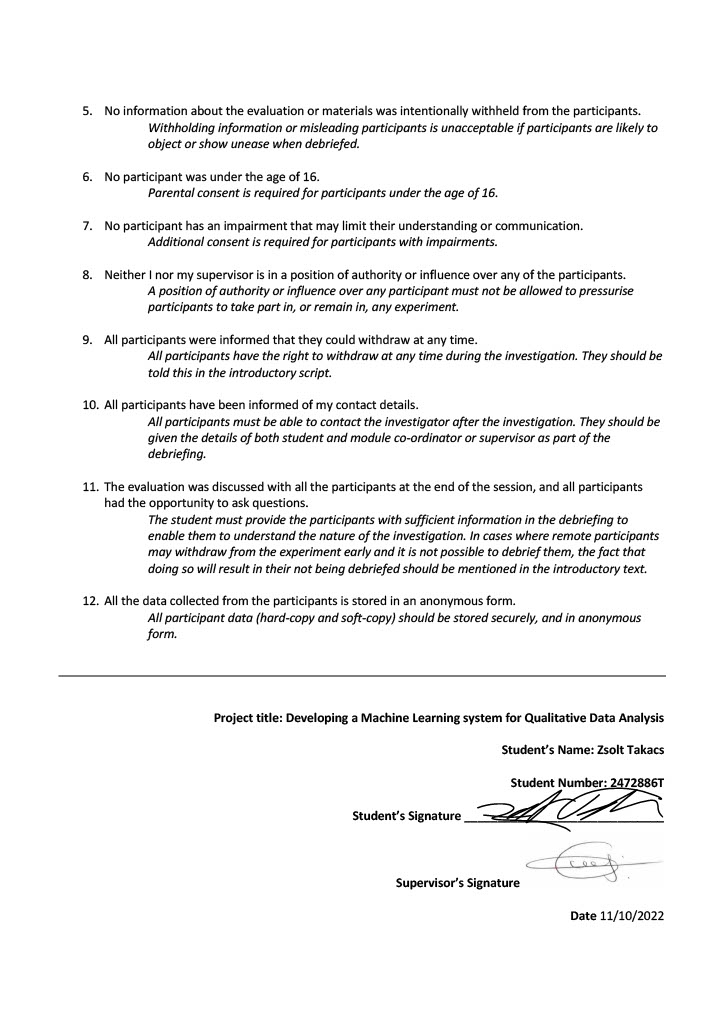 5. No information about the evaluation or materials was intentionally withheld from the participants.
Withholding information or misleading participants is unacceptable if participants are likely to
object or show unease when debriefed.
6. No participant was under the age of 16.
Parental consent is required for participants under the age of 16.
7. No participant has an impairment that may limit their understanding or communication.
Additional consent is required for participants with impairments.
8. Neither I nor my supervisor is in a position of authority or influence over any of the participants.
A position of authority or influence over any participant must not be allowed to pressurise
participants to take part in, or remain in, any experiment.
9. All participants were informed that they could withdraw at any time.
All participants have the right to withdraw at any time during the investigation. They should be
told this in the introductory script.
10. All participants have been informed of my contact details.
All participants must be able to contact the investigator after the investigation. They should be
given the details of both student and module co-ordinator or supervisor as part of the
debriefing.
11. The evaluation was discussed with all the participants at the end of the session, and all participants
had the opportunity to ask questions.
The student must provide the participants with sufficient information in the debriefing to
enable them to understand the nature of the investigation. In cases where remote participants
may withdraw from the experiment early and it is not possible to debrief them, the fact that
doing so will result in their not being debriefed should be mentioned in the introductory text.
12. All the data collected from the participants is stored in an anonymous form.
All participant data (hard-copy and soft-copy) should be stored securely, and in anonymous
form.
Project title: Developing a Machine Learning system for Qualitative Data Analysis
Student's Name: Zsolt Takacs
Student Number: 2472886T
Student's Signature
Supervisor's Signature
Date 11/10/2022